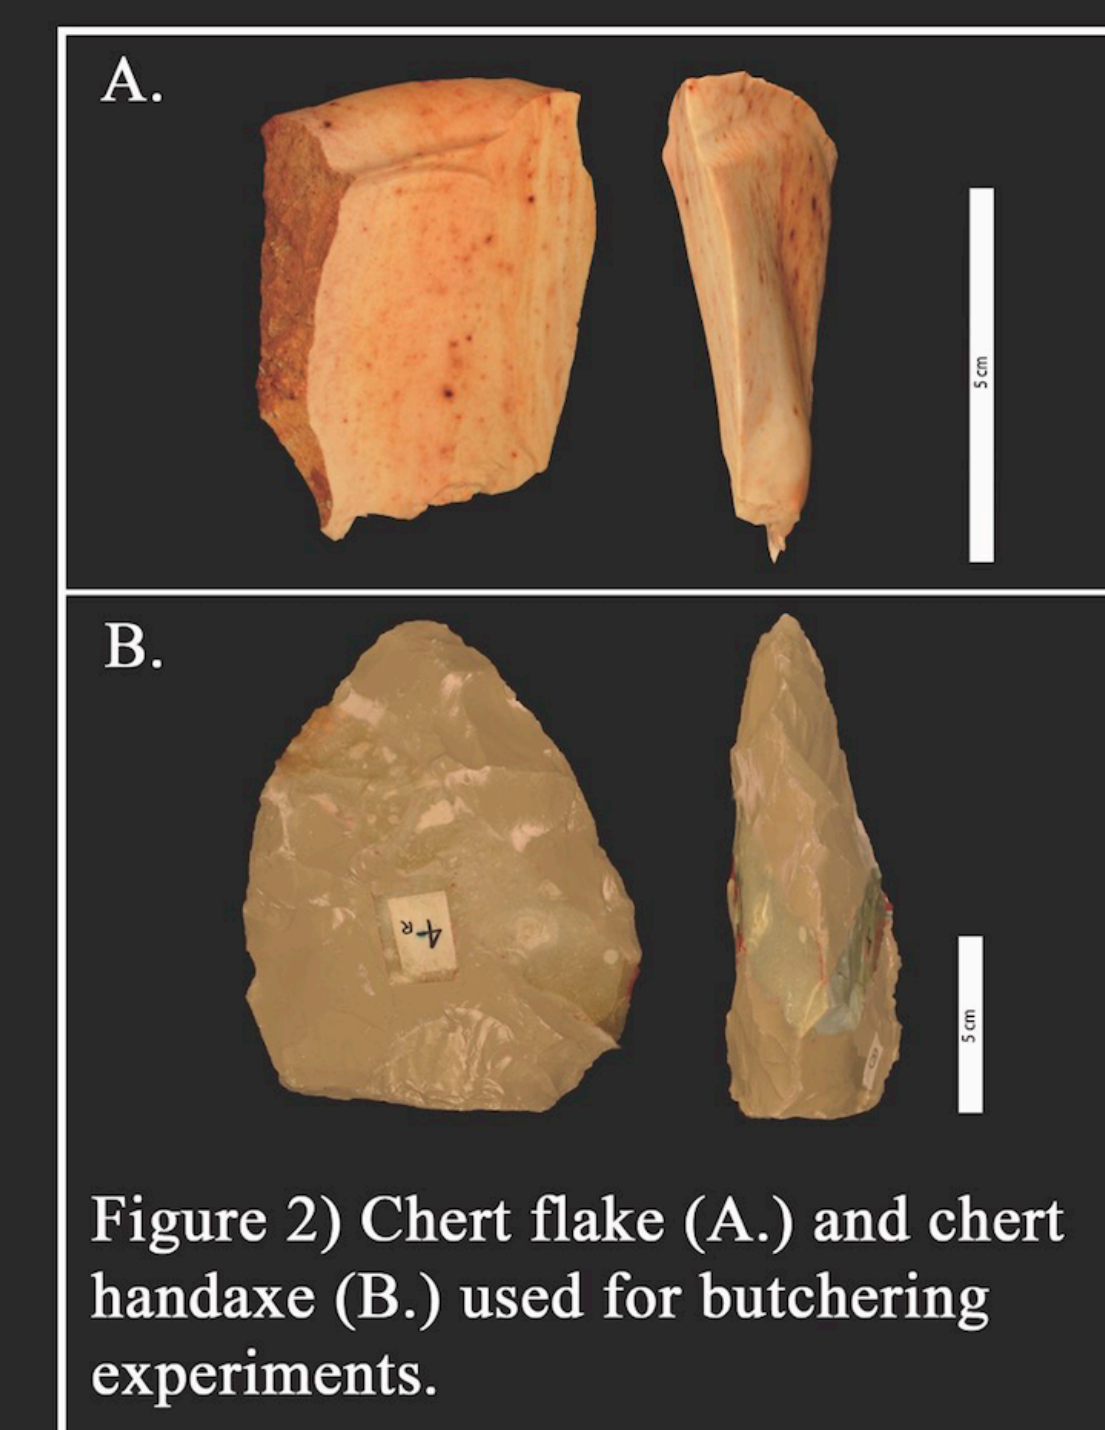 A.
5 cm
B.
4R
5 cm
Figure 2) Chert flake (A.) and chert
handaxe (B.) used for butchering
experiments.